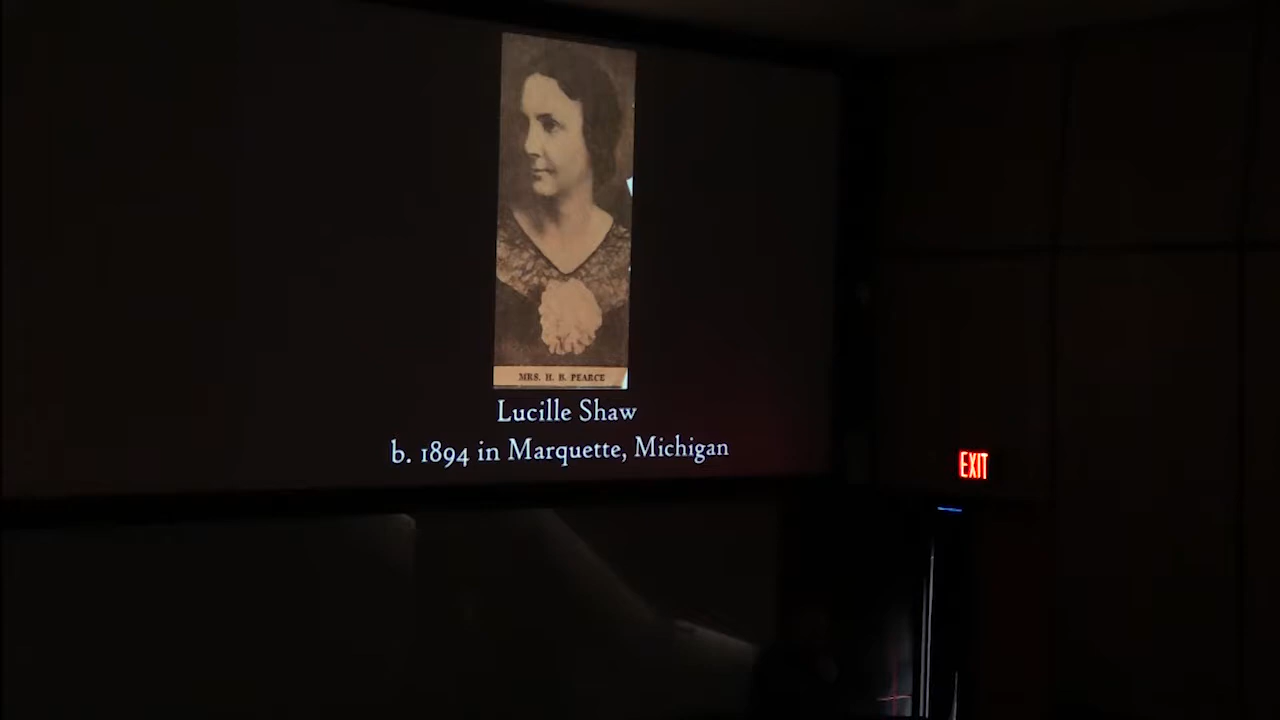 MRS. H. B. PEARCE
Lucille Shaw
b. 1894 in Marquette, Michigan
EXIT